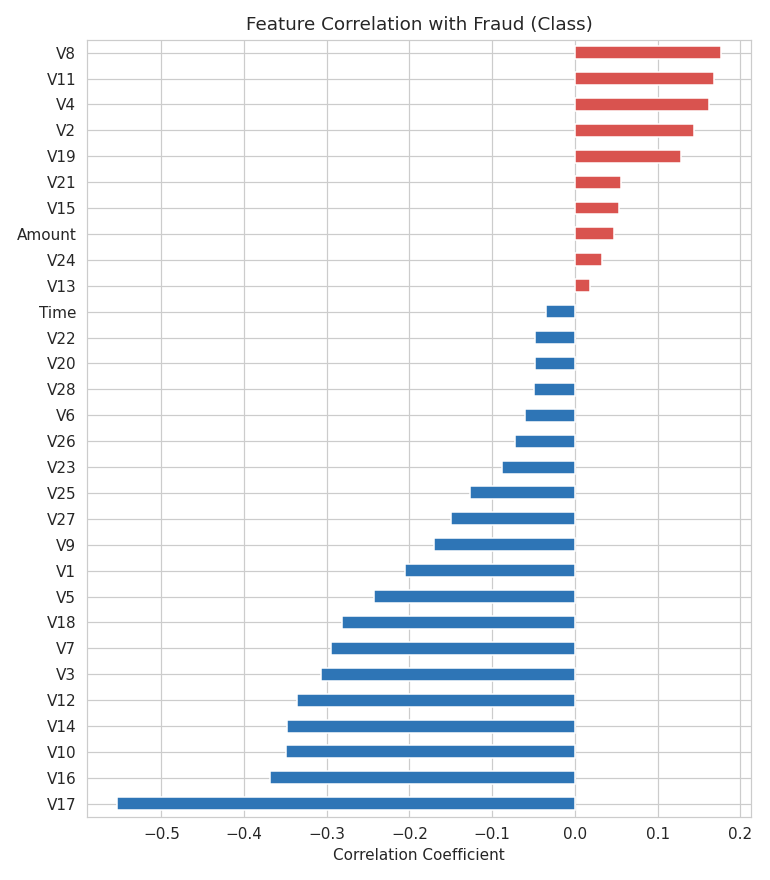 Feature Correlation with Fraud (Class)
V8
V11
V4
V2
V19
V21
V15
Amount
V24
V13
Time
V22
V20
V28
V6
V26
V23
V25
V27
V9
V1
V5
V18
V7
V3
V12
V14
V10
V16
V17
−0.5 −0.4 −0.3 −0.2 −0.1 0.0 0.1 0.2
Correlation Coefficient